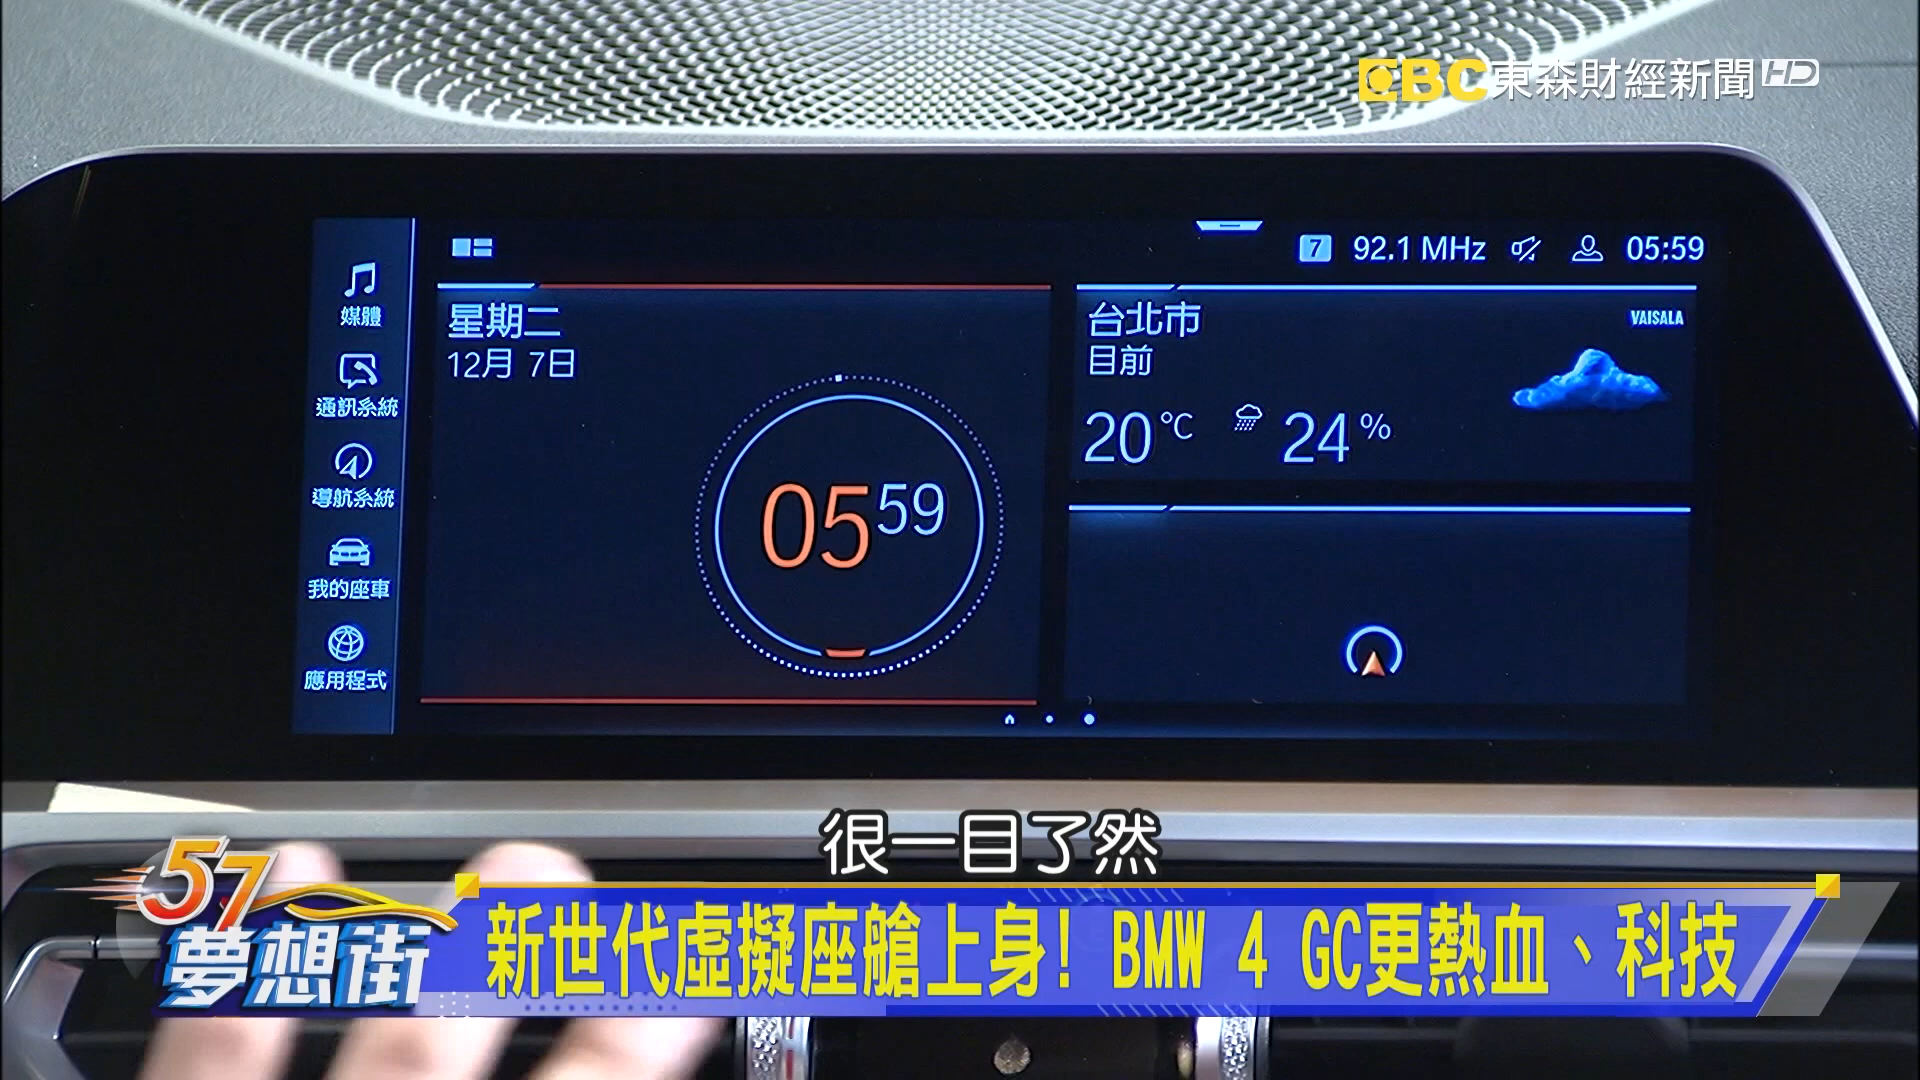 EBC東森財經新聞HD
7 92.1 MHz 05:59
媒體
通訊系統
導航系統
我的座車
應用程式
星期二
12月 7日
05 59
台北市
目前
VAISALA
20°C 24%
很一目了然
57
夢想街
新世代虛擬座艙上身! BMW 4 GC更熱血、科技